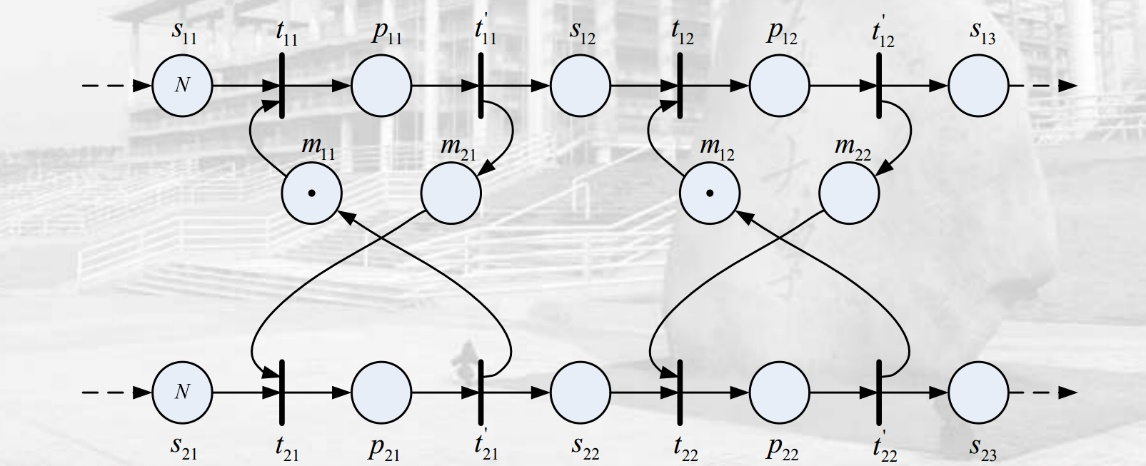 s₁₁ t₁₁ p₁₁ t'₁₁ s₁₂ t₁₂ p₁₂ t'₁₂ s₁₃
N
m₁₁ m₂₁ m₁₂ m₂₂
N
s₂₁ t₂₁ p₂₁ t'₂₁ s₂₂ t₂₂ p₂₂ t'₂₂ s₂₃